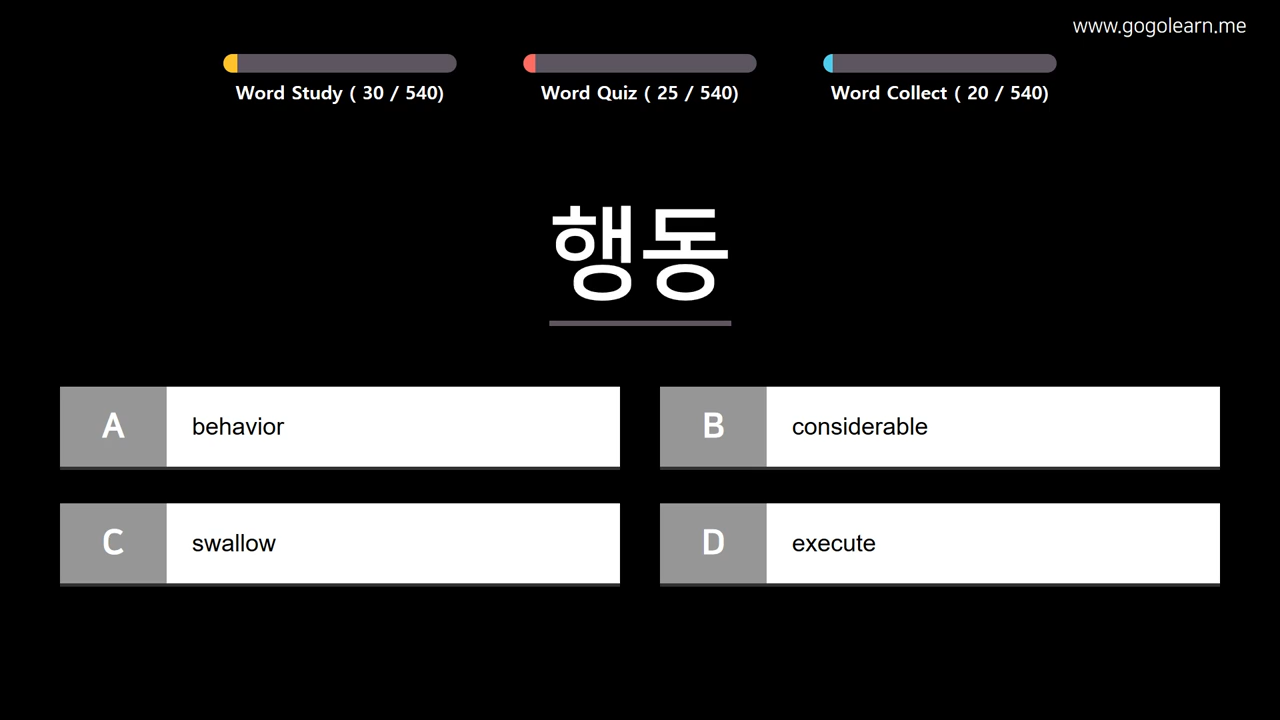 www.gogolearn.me
Word Study ( 30 / 540)
Word Quiz ( 25 / 540)
Word Collect ( 20 / 540)
행동
A behavior
B considerable
C swallow
D execute